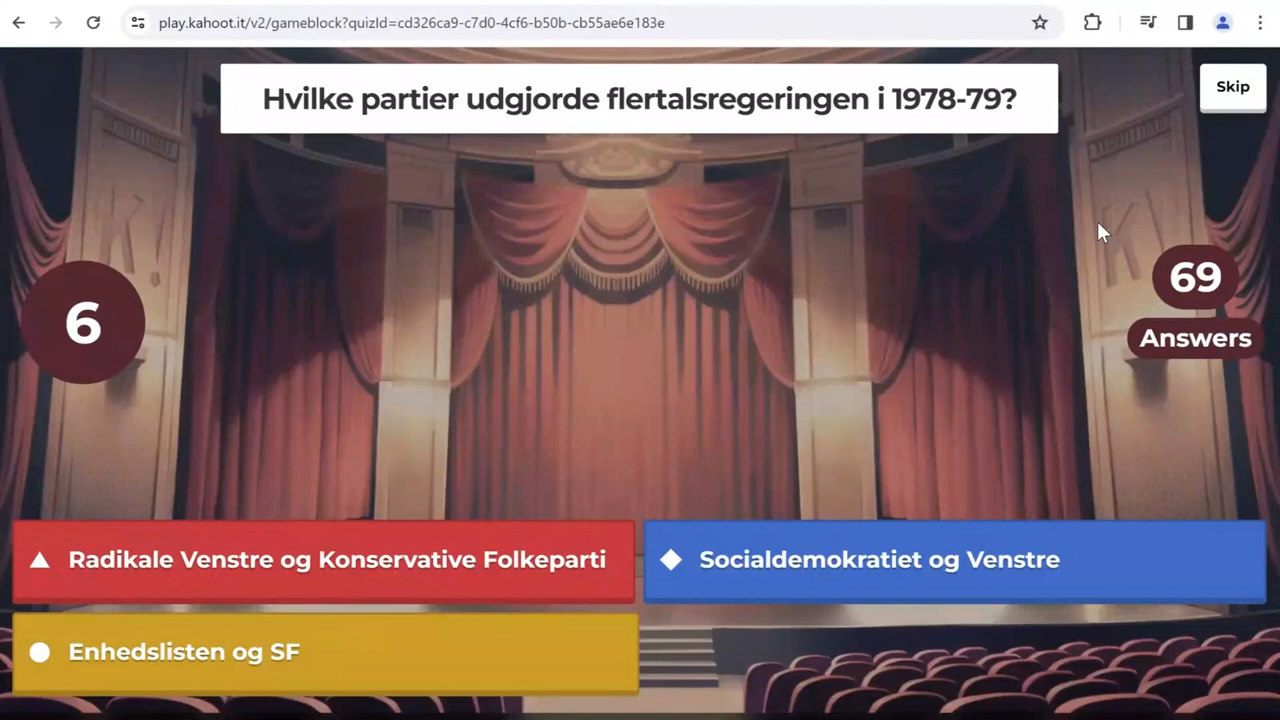 play.kahoot.it/v2/gameblock?quizId=cd326ca9-c7d0-4cf6-b50b-cb55ae6e183e
Hvilke partier udgjorde flertalsregeringen i 1978-79?
Skip
6
69
Answers
Radikale Venstre og Konservative Folkeparti
Socialdemokratiet og Venstre
Enhedslisten og SF